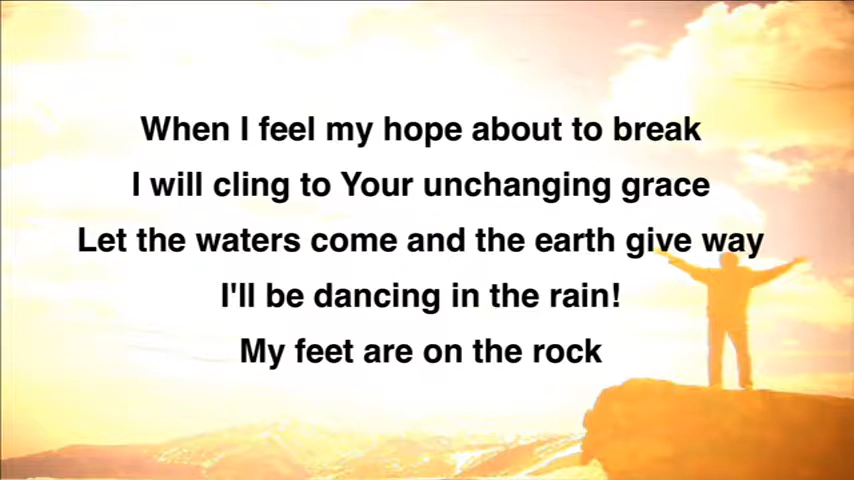 When I feel my hope about to break
I will cling to Your unchanging grace
Let the waters come and the earth give way
I'll be dancing in the rain!
My feet are on the rock